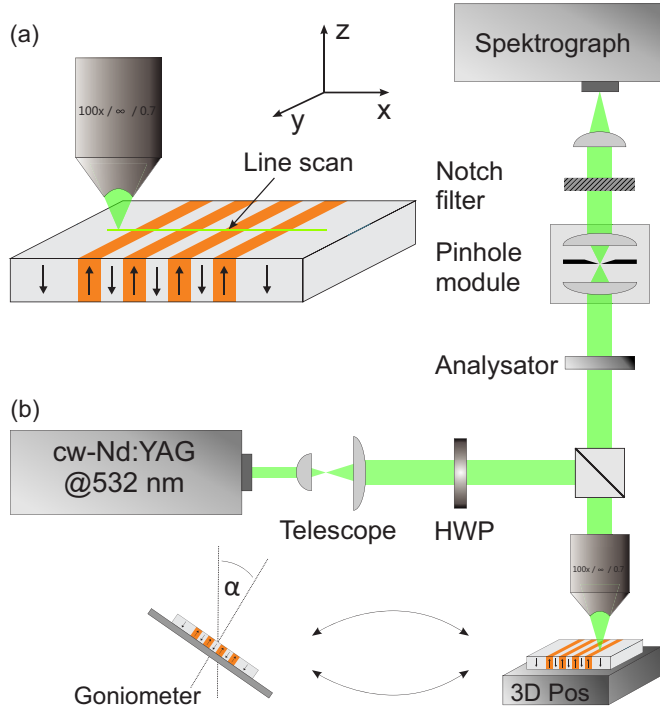 (a)
100x / ∞ / 0.7
z
x
y
Line scan
Spektrograph
Notch
filter
Pinhole
module
Analysator
(b)
cw-Nd:YAG
@532 nm
Telescope
HWP
100x / ∞ / 0.7
α
Goniometer
3D Pos